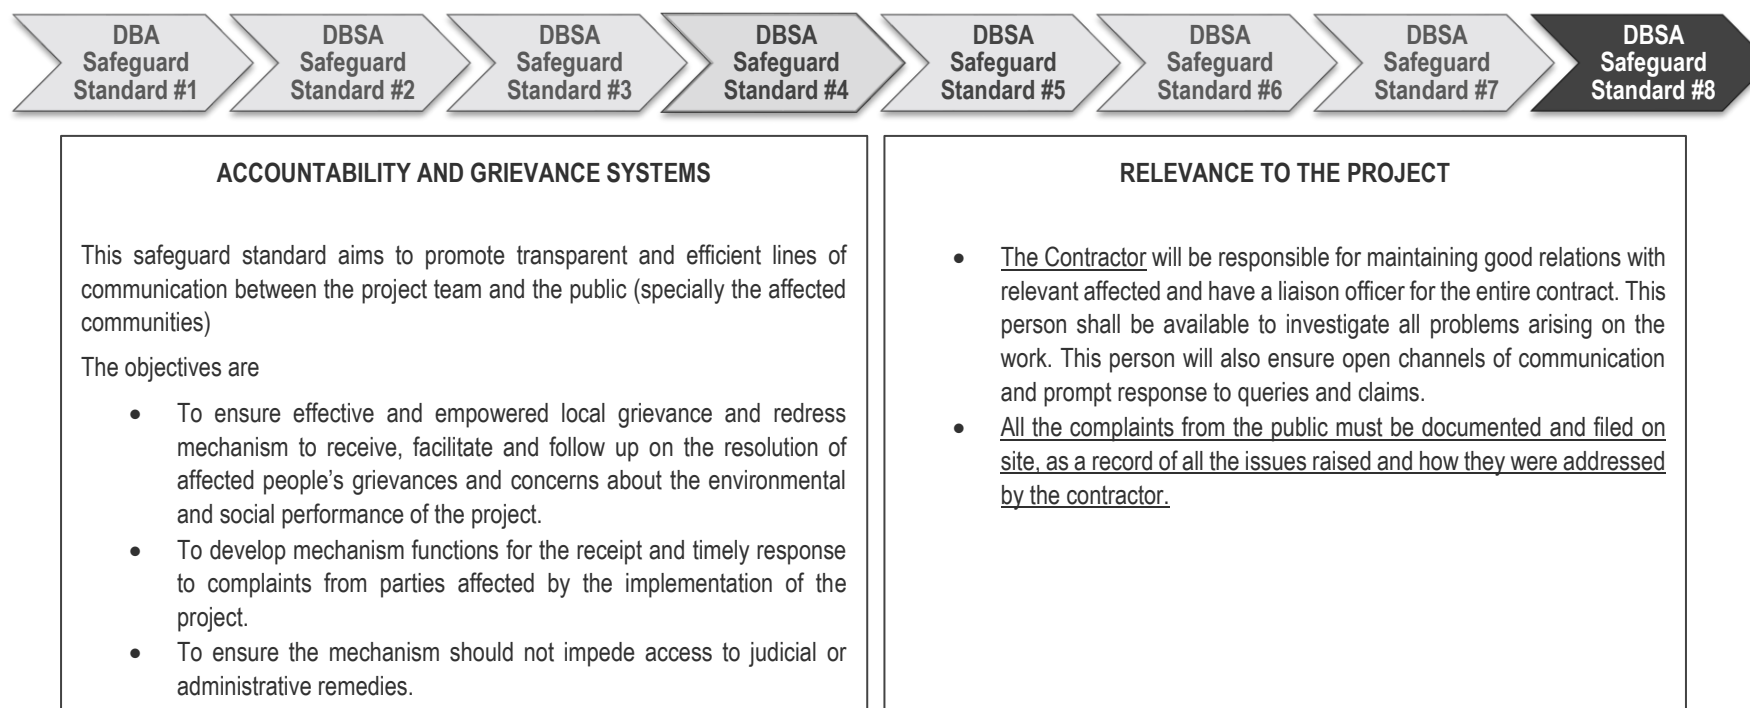 DBA
Safeguard
Standard #1
DBSA
Safeguard
Standard #2
DBSA
Safeguard
Standard #3
DBSA
Safeguard
Standard #4
DBSA
Safeguard
Standard #5
DBSA
Safeguard
Standard #6
DBSA
Safeguard
Standard #7
DBSA
Safeguard
Standard #8
ACCOUNTABILITY AND GRIEVANCE SYSTEMS
This safeguard standard aims to promote transparent and efficient lines of
communication between the project team and the public (specially the affected
communities)
The objectives are
• To ensure effective and empowered local grievance and redress
mechanism to receive, facilitate and follow up on the resolution of
affected people’s grievances and concerns about the environmental
and social performance of the project.
• To develop mechanism functions for the receipt and timely response
to complaints from parties affected by the implementation of the
project.
• To ensure the mechanism should not impede access to judicial or
administrative remedies.
RELEVANCE TO THE PROJECT
• The Contractor will be responsible for maintaining good relations with
relevant affected and have a liaison officer for the entire contract. This
person shall be available to investigate all problems arising on the
work. This person will also ensure open channels of communication
and prompt response to queries and claims.
• All the complaints from the public must be documented and filed on
site, as a record of all the issues raised and how they were addressed
by the contractor.